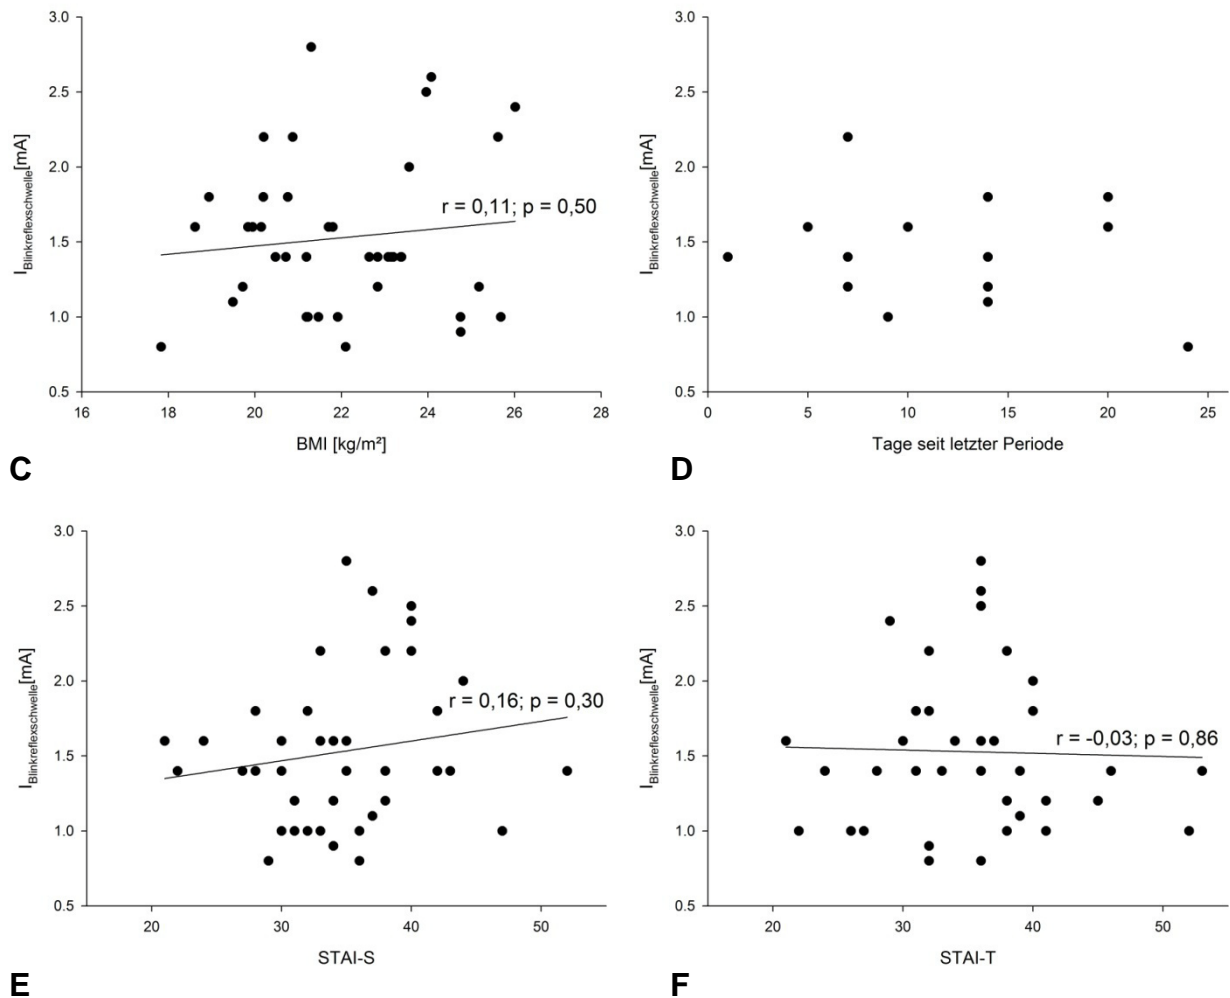 3.0
2.5
2.0
1.5
1.0
0.5
I Blinkreflexschwelle[mA]
r = 0,11; p = 0,50
16 18 20 22 24 26 28
BMI [kg/m²]
C
3.0
2.5
2.0
1.5
1.0
0.5
I Blinkreflexschwelle[mA]
0 5 10 15 20 25
Tage seit letzter Periode
D
3.0
2.5
2.0
1.5
1.0
0.5
I Blinkreflexschwelle[mA]
r = 0,16; p = 0,30
20 30 40 50
STAI-S
E
3.0
2.5
2.0
1.5
1.0
0.5
I Blinkreflexschwelle[mA]
r = -0,03; p = 0,86
20 30 40 50
STAI-T
F